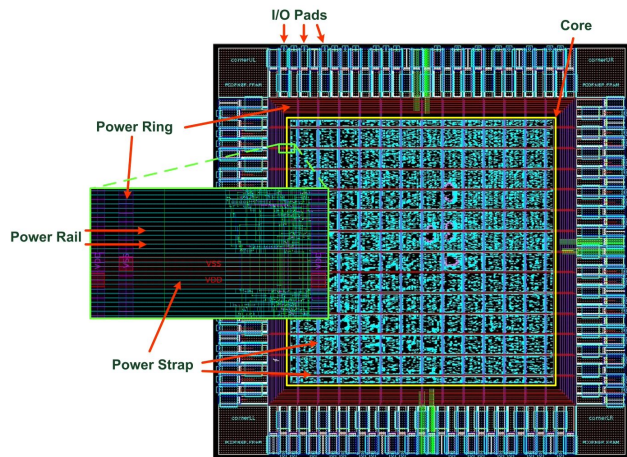 I/O Pads
Core
cornerUL
cornerUR
Power Ring
Power Rail
VSS
VDD
Power Strap
cornerLL
cornerLR